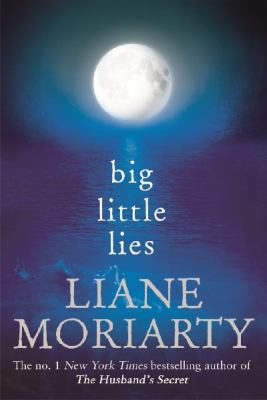 big
little
lies
LIANE
MORIARTY
The no. 1 New York Times bestselling author of
The Husband's Secret